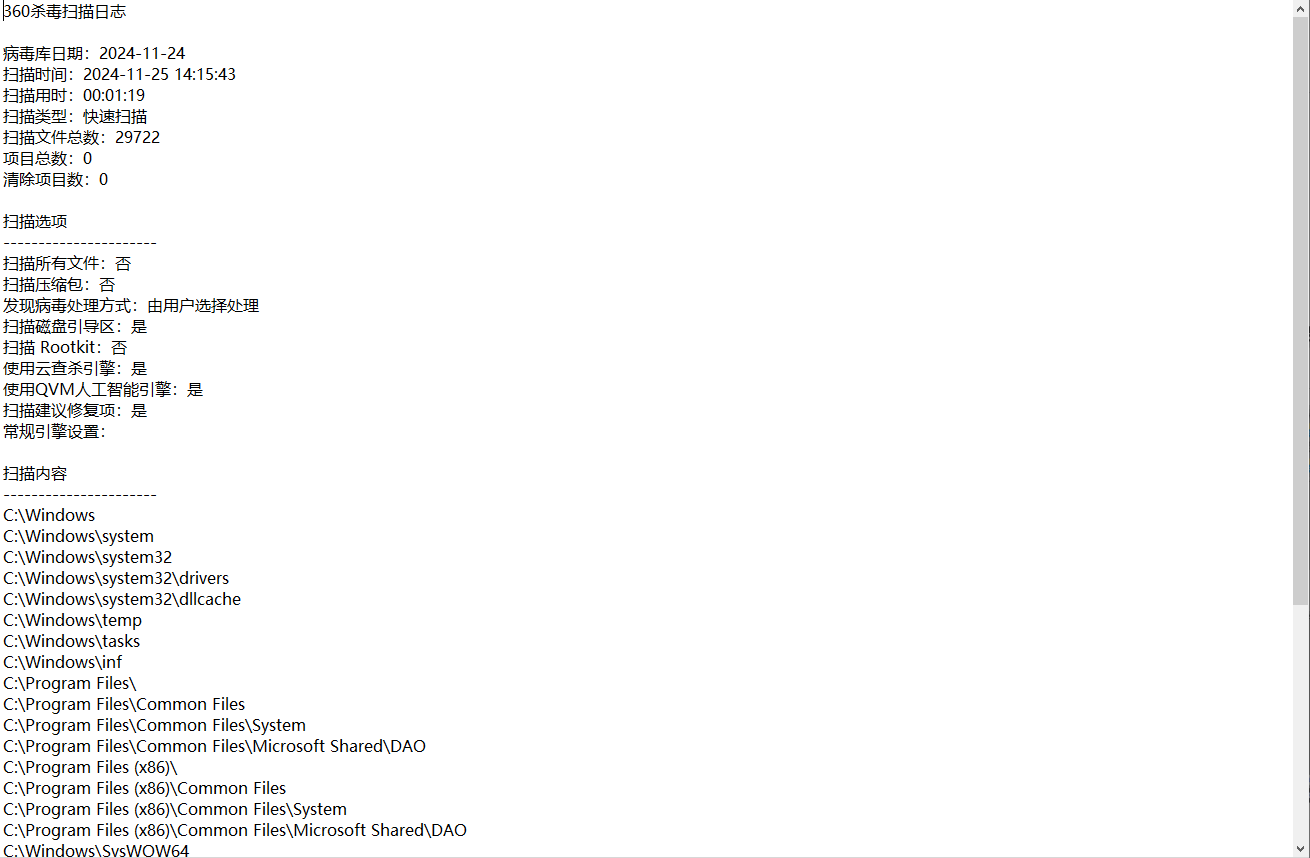 360杀毒扫描日志
病毒库日期：2024-11-24
扫描时间：2024-11-25 14:15:43
扫描用时：00:01:19
扫描类型：快速扫描
扫描文件总数：29722
项目总数：0
清除项目数：0
扫描选项
----------------------
扫描所有文件：否
扫描压缩包：否
发现病毒处理方式：由用户选择处理
扫描磁盘引导区：是
扫描 Rootkit：否
使用云查杀引擎：是
使用QVM人工智能引擎：是
扫描建议修复项：是
常规引擎设置：
扫描内容
----------------------
C:\Windows
C:\Windows\system
C:\Windows\system32
C:\Windows\system32\drivers
C:\Windows\system32\dllcache
C:\Windows\temp
C:\Windows\tasks
C:\Windows\inf
C:\Program Files\
C:\Program Files\Common Files
C:\Program Files\Common Files\System
C:\Program Files\Common Files\Microsoft Shared\DAO
C:\Program Files (x86)\
C:\Program Files (x86)\Common Files
C:\Program Files (x86)\Common Files\System
C:\Program Files (x86)\Common Files\Microsoft Shared\DAO
C:\Windows\SysWOW64